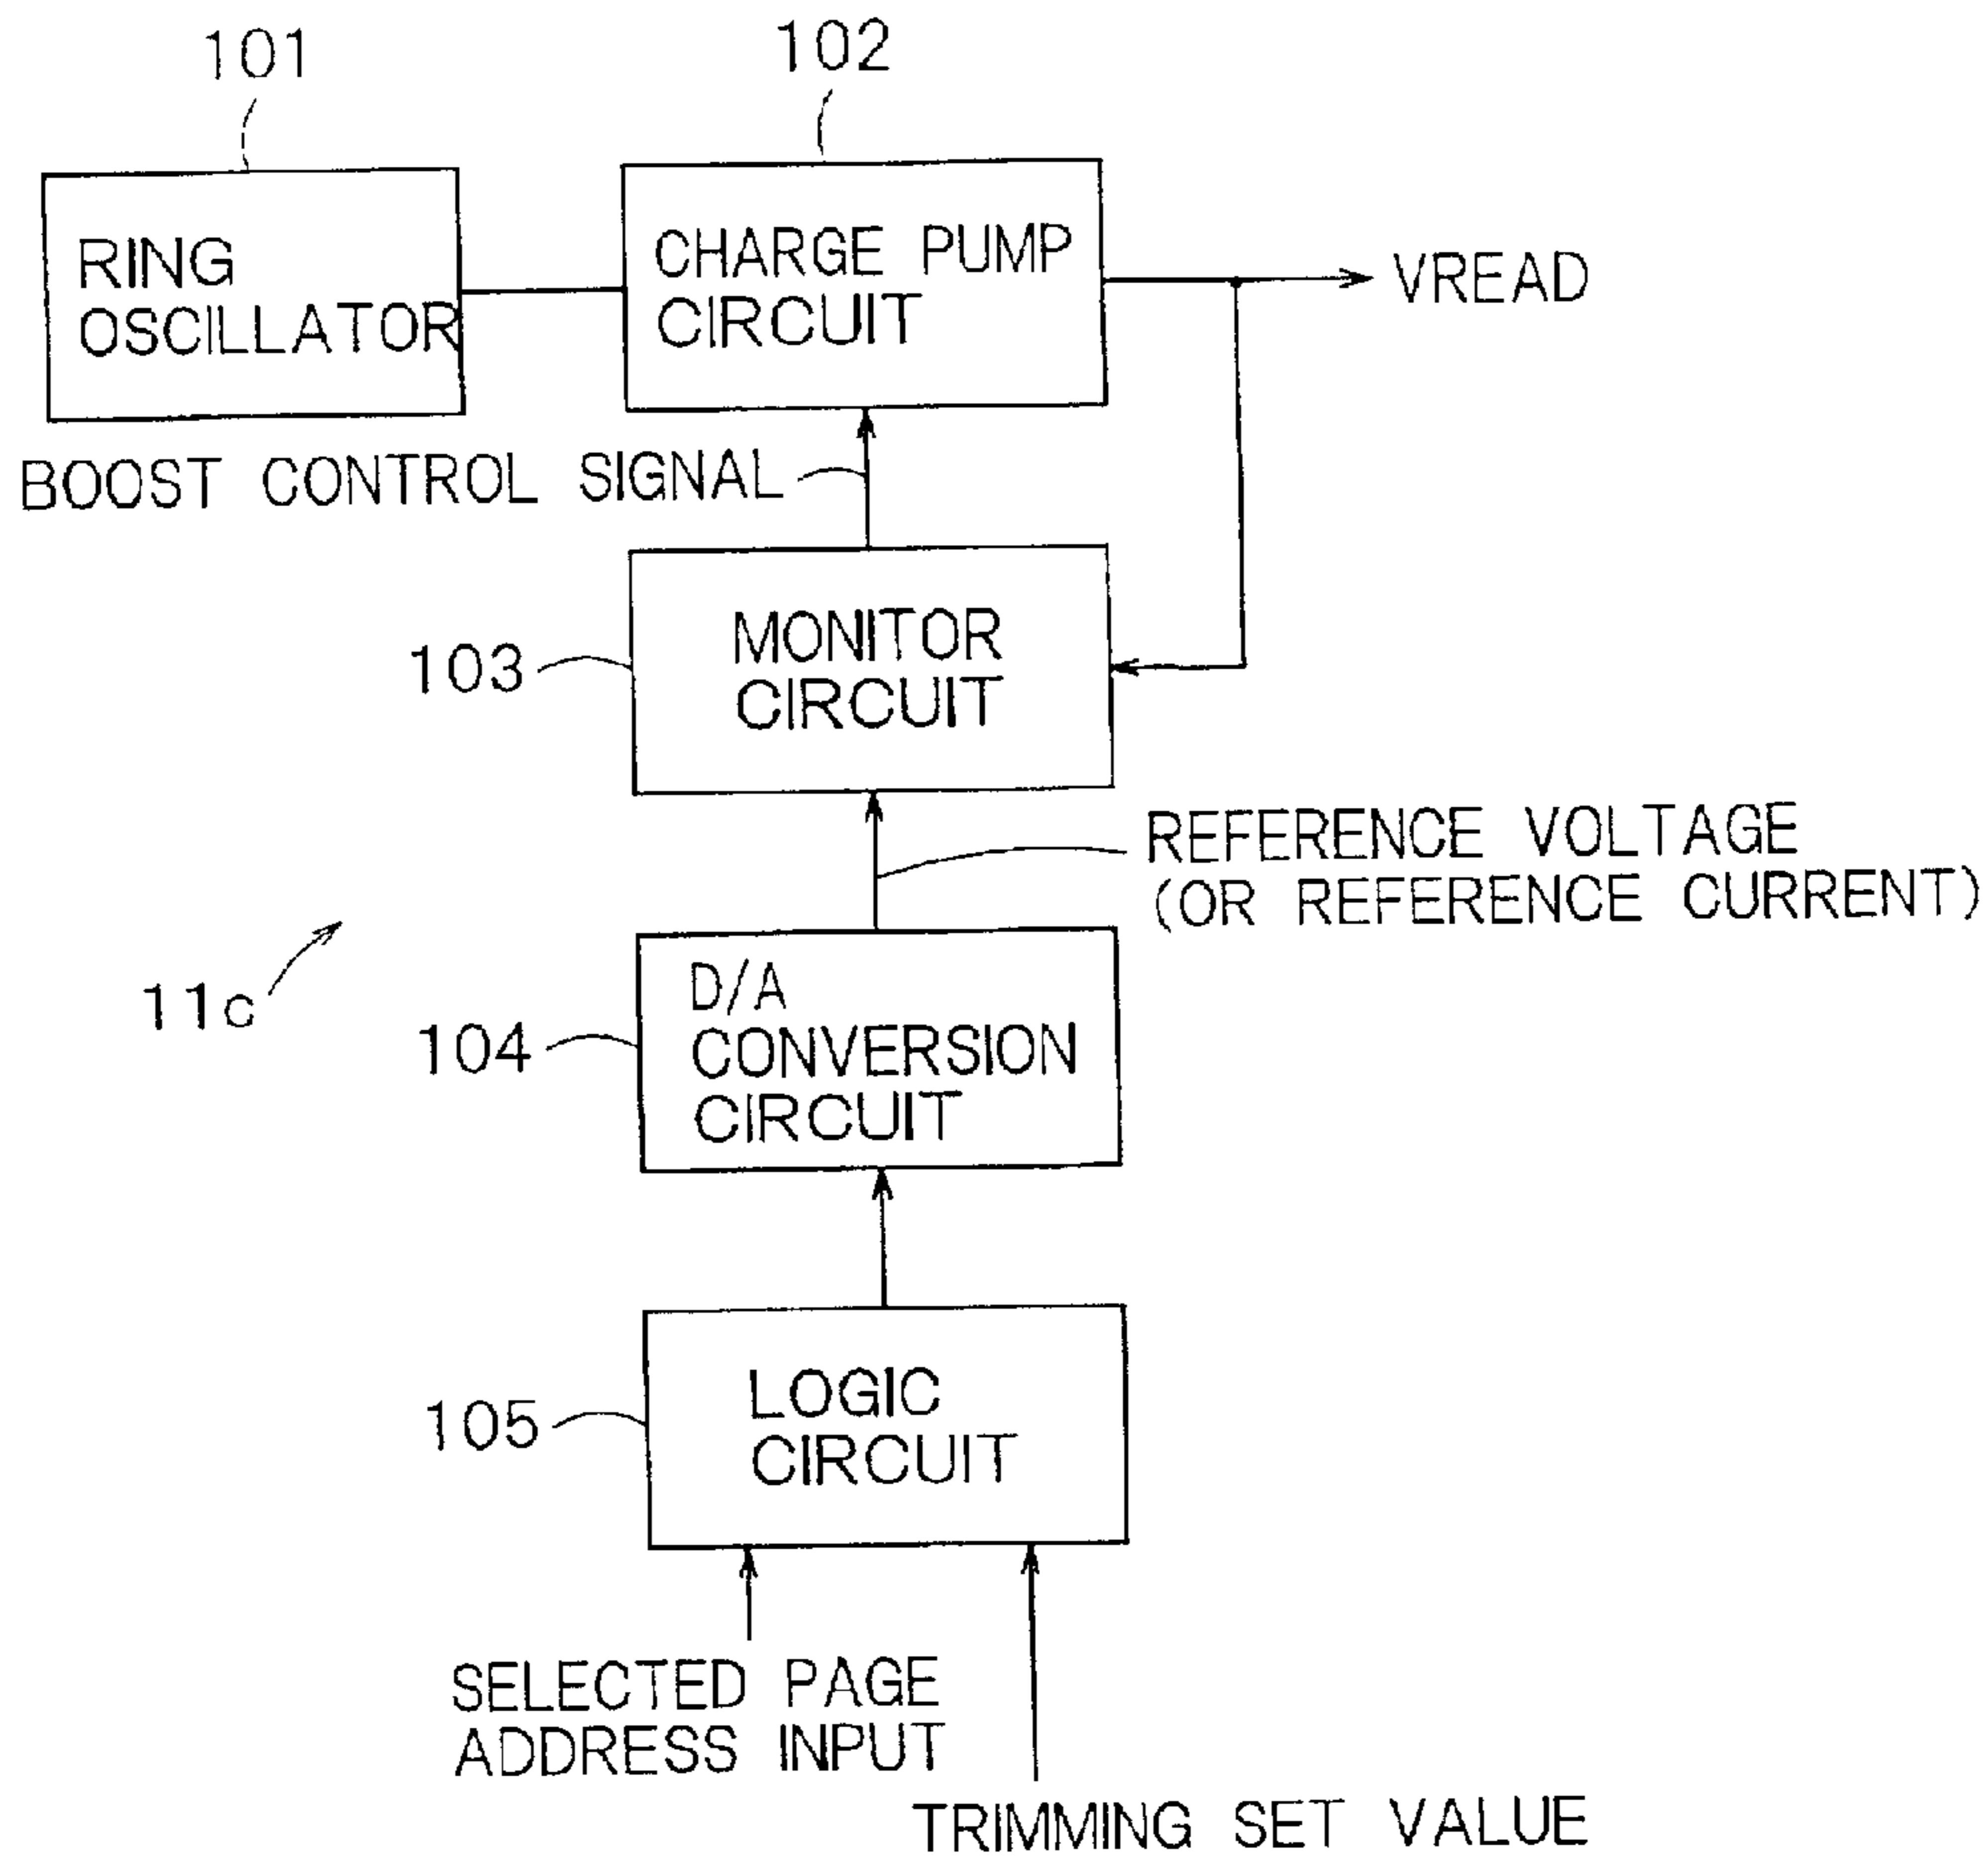 101
102
RING
OSCILLATOR
CHARGE PUMP
CIRCUIT
VREAD
BOOST CONTROL SIGNAL
103
MONITOR
CIRCUIT
REFERENCE VOLTAGE
(OR REFERENCE CURRENT)
11c
104
D/A
CONVERSION
CIRCUIT
105
LOGIC
CIRCUIT
SELECTED PAGE
ADDRESS INPUT
TRIMMING SET VALUE